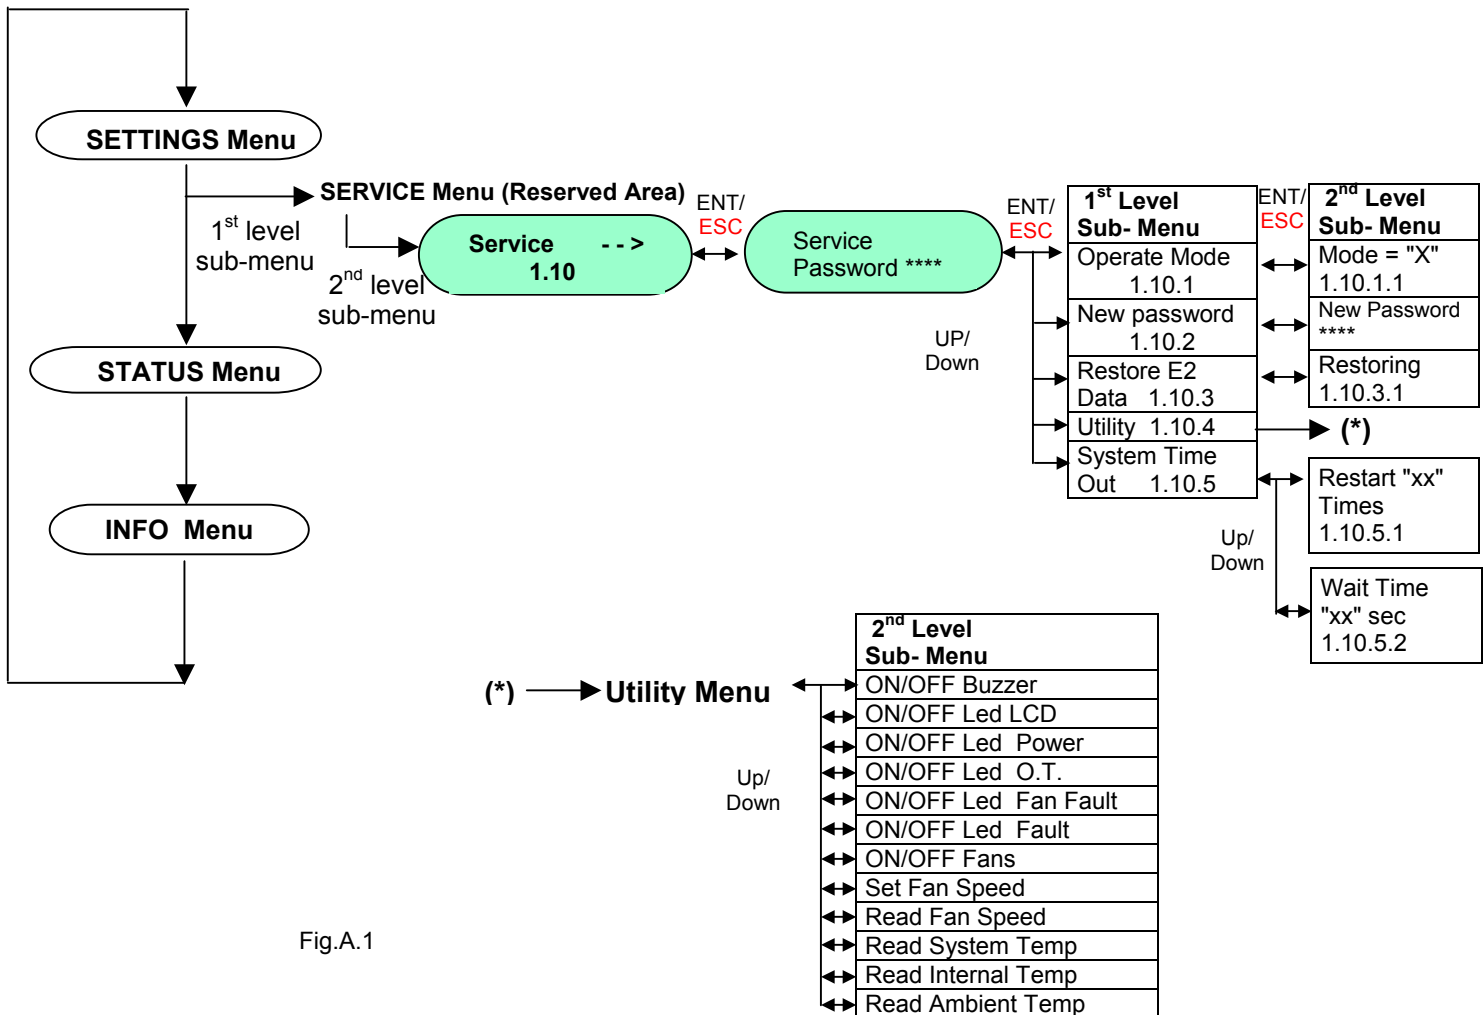 SETTINGS Menu
1st level
sub-menu
SERVICE Menu (Reserved Area)
2nd level
sub-menu
Service - - >
1.10
ENT/
ESC
Service
Password ****
ENT/
ESC
UP/
Down
1st Level
Sub- Menu
Operate Mode
1.10.1
New password
1.10.2
Restore E2
Data 1.10.3
Utility 1.10.4
System Time
Out 1.10.5
ENT/
ESC
2nd Level
Sub- Menu
Mode = "X"
1.10.1.1
New Password
****
Restoring
1.10.3.1
(*)
Restart "xx"
Times
1.10.5.1
Up/
Down
Wait Time
"xx" sec
1.10.5.2
STATUS Menu
INFO Menu
(*)
Utility Menu
Up/
Down
2nd Level
Sub- Menu
ON/OFF Buzzer
ON/OFF Led LCD
ON/OFF Led Power
ON/OFF Led O.T.
ON/OFF Led Fan Fault
ON/OFF Led Fault
ON/OFF Fans
Set Fan Speed
Read Fan Speed
Read System Temp
Read Internal Temp
Read Ambient Temp
Fig.A.1